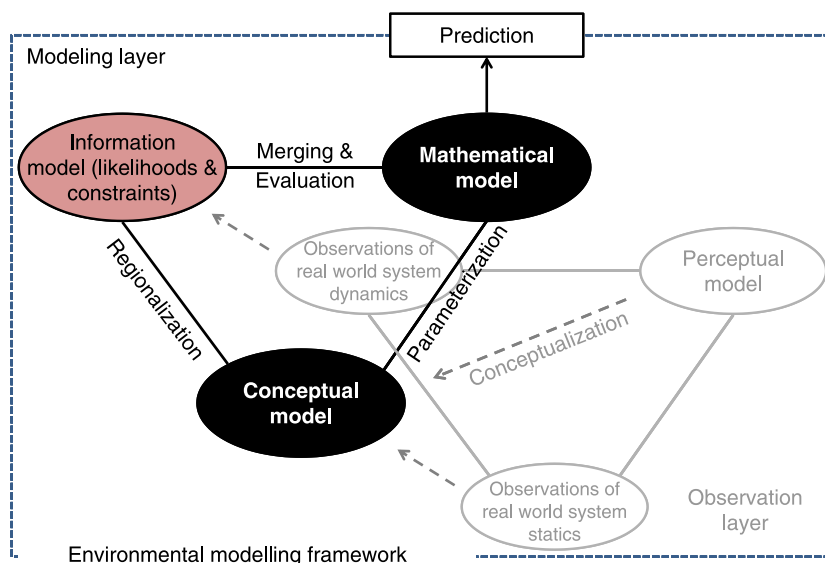 Prediction
Modeling layer
Information
model (likelihoods &
constraints)
Merging &
Evaluation
Mathematical
model
Regionalization
Parameterization
Observations of
real world system
dynamics
Perceptual
model
Conceptualization
Conceptual
model
Observations of
real world system
statics
Observation
layer
Environmental modelling framework